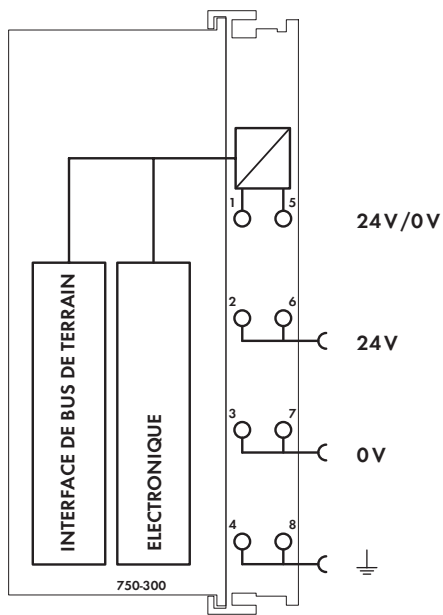 1 5
24V/0V
INTERFACE DE BUS DE TERRAIN
ELECTRONIQUE
2 6
24V
3 7
0V
4 8
750-300